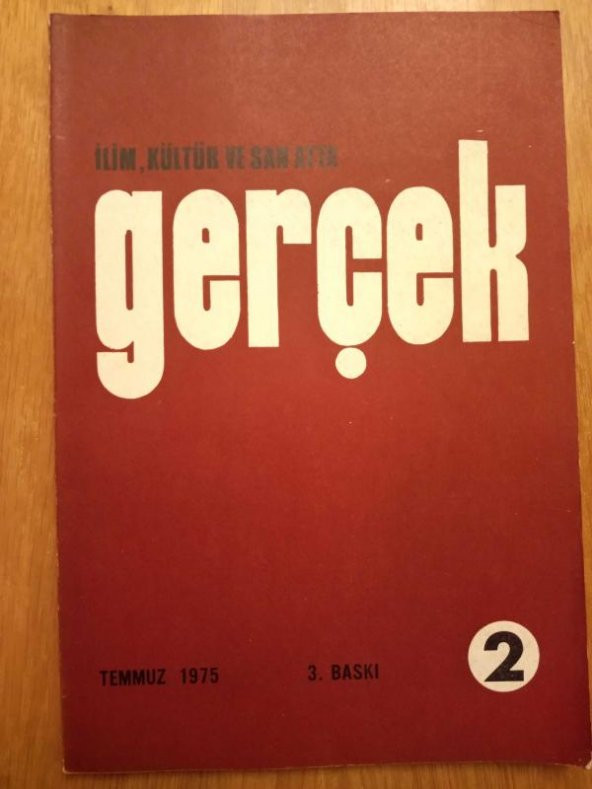 İLİM, KÜLTÜR VE SAN'ATTA
gerçek
TEMMUZ 1975 3. BASKI 2